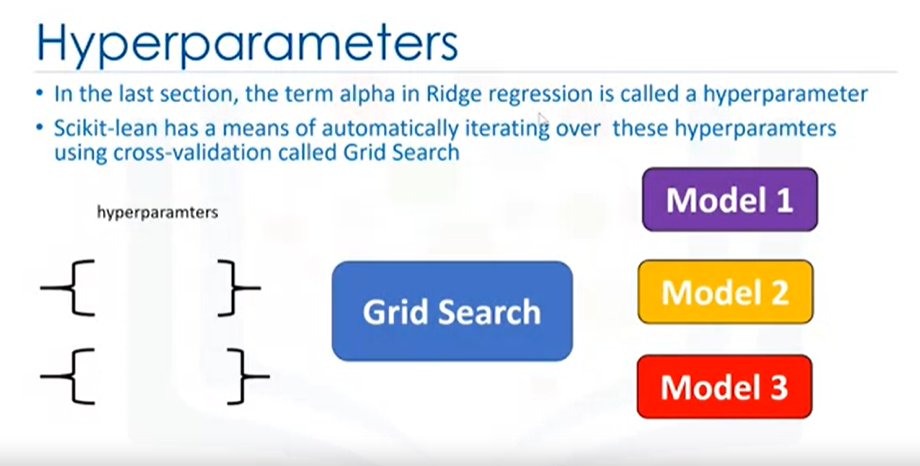 Hyperparameters
• In the last section, the term alpha in Ridge regression is called a hyperparameter
• Scikit-lean has a means of automatically iterating over these hyperparamters
using cross-validation called Grid Search
hyperparamters
Grid Search
Model 1
Model 2
Model 3